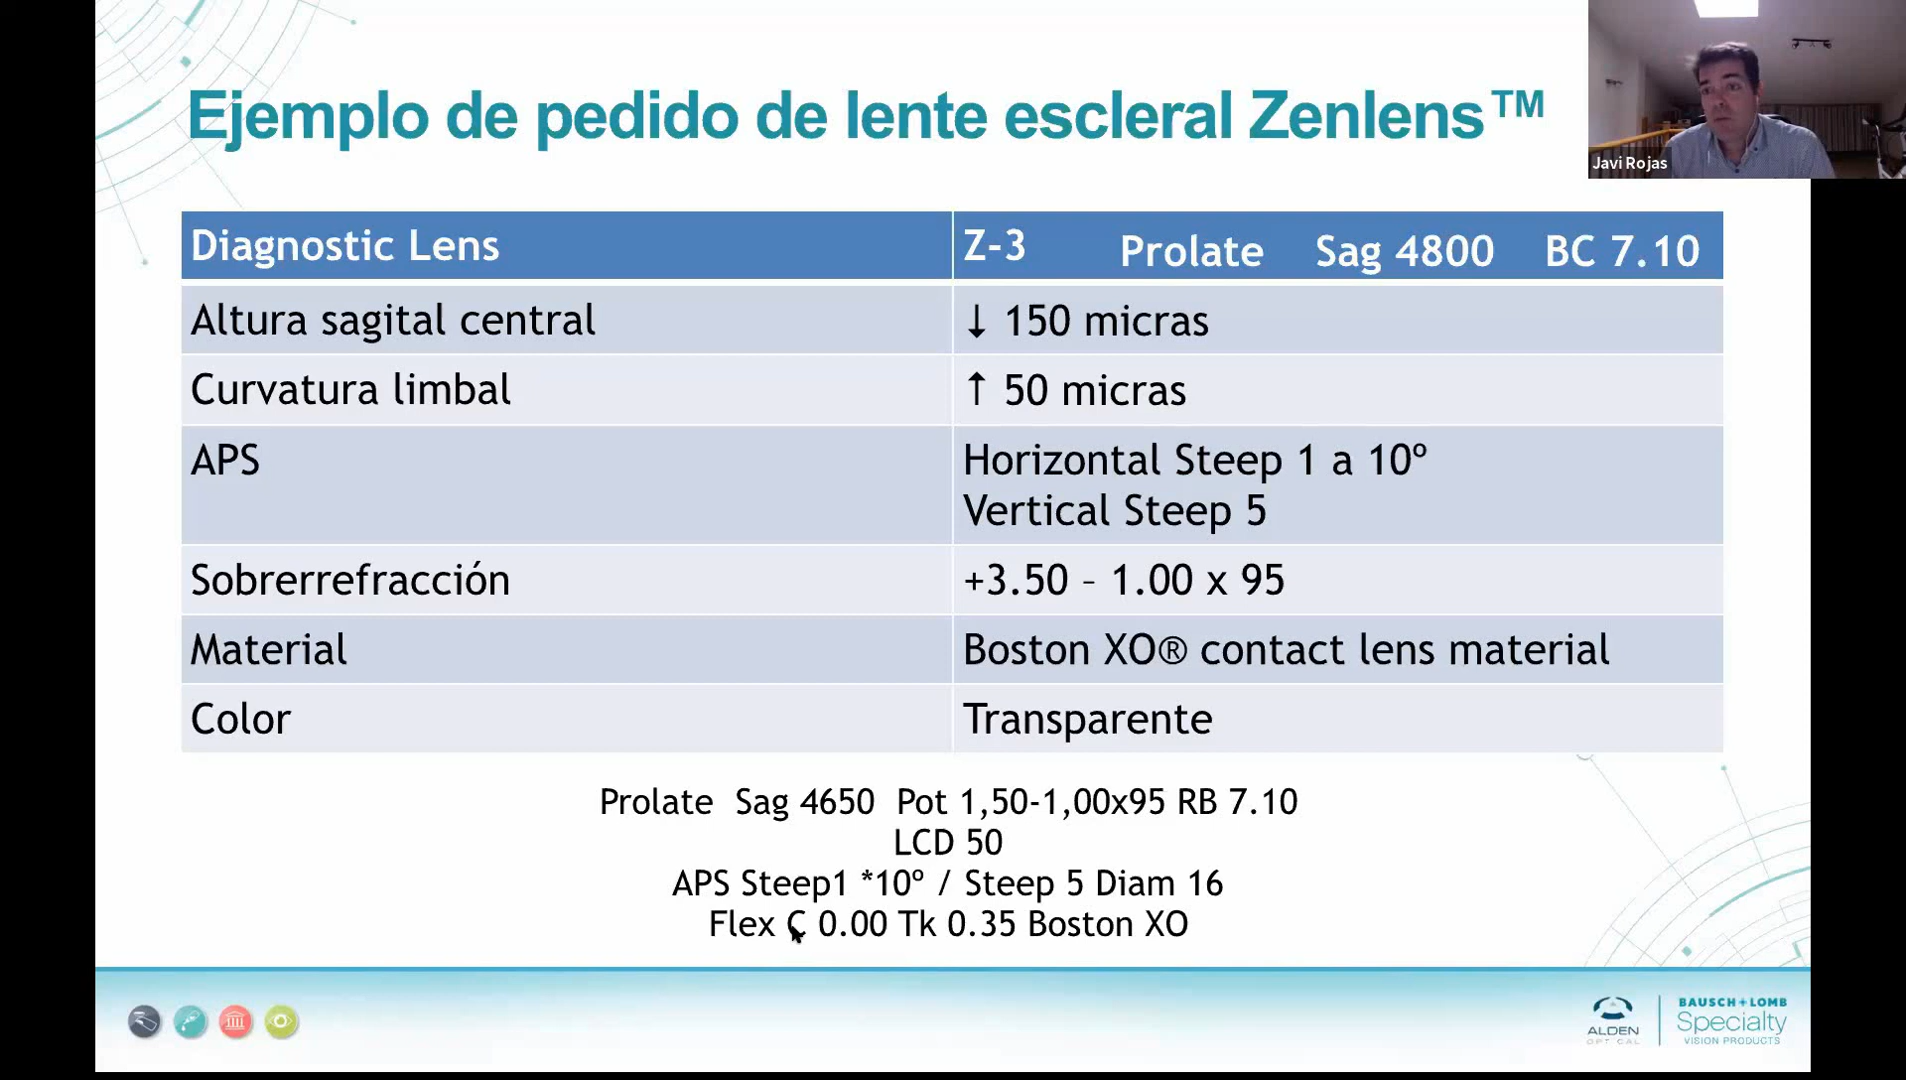 Ejemplo de pedido de lente escleral Zenlens™
Javi Rojas
Diagnostic Lens Z-3 Prolate Sag 4800 BC 7.10
Altura sagital central ↓ 150 micras
Curvatura limbal ↑ 50 micras
APS Horizontal Steep 1 a 10º
Vertical Steep 5
Sobrerrefracción +3.50 – 1.00 x 95
Material Boston XO® contact lens material
Color Transparente
Prolate Sag 4650 Pot 1,50-1,00x95 RB 7.10
LCD 50
APS Steep1 *10º / Steep 5 Diam 16
Flex C 0.00 Tk 0.35 Boston XO
ALDEN
OPTICAL
BAUSCH + LOMB
Specialty
VISION PRODUCTS